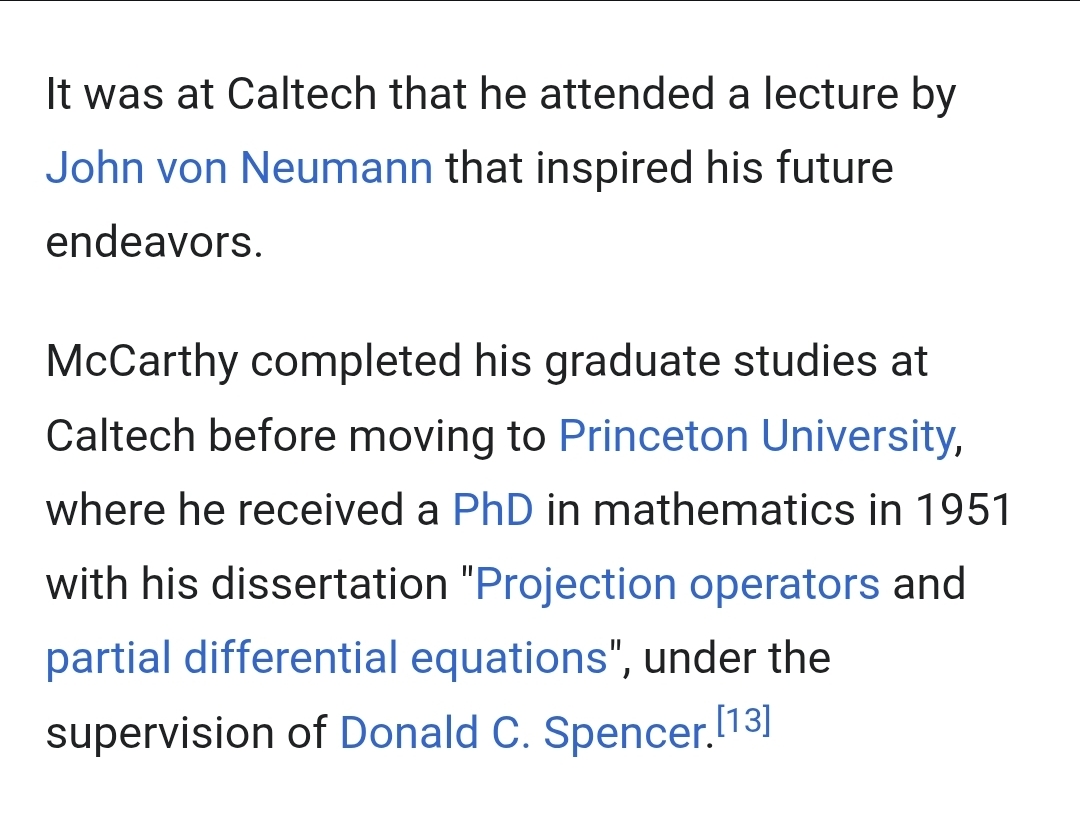 It was at Caltech that he attended a lecture by
John von Neumann that inspired his future
endeavors.
McCarthy completed his graduate studies at
Caltech before moving to Princeton University,
where he received a PhD in mathematics in 1951
with his dissertation "Projection operators and
partial differential equations", under the
supervision of Donald C. Spencer.[13]